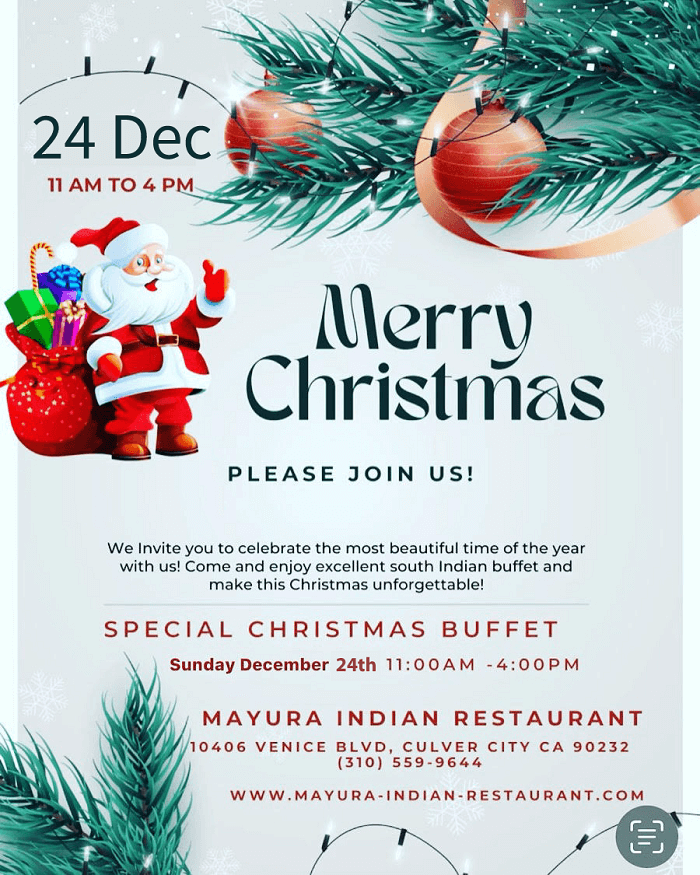 24 Dec
11 AM TO 4 PM
Merry
Christmas
PLEASE JOIN US!
We Invite you to celebrate the most beautiful time of the year
with us! Come and enjoy excellent south Indian buffet and
make this Christmas unforgettable!
SPECIAL CHRISTMAS BUFFET
Sunday December 24th 11:00AM -4:00PM
MAYURA INDIAN RESTAURANT
10406 VENICE BLVD, CULVER CITY CA 90232
(310) 559-9644
WWW.MAYURA-INDIAN-RESTAURANT.COM